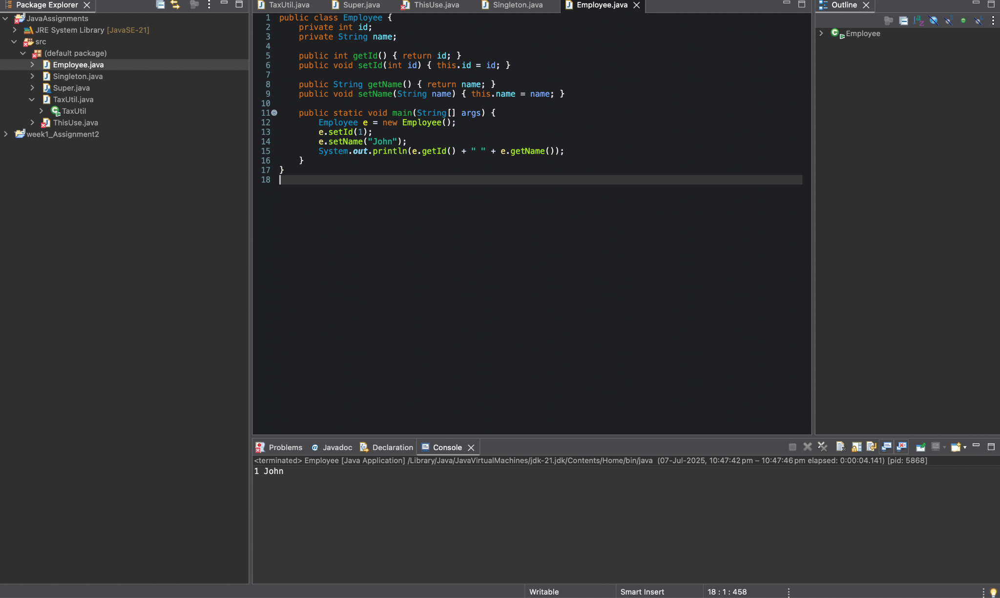 Package Explorer
JavaAssignments
JRE System Library [JavaSE-21]
src
(default package)
Employee.java
Singleton.java
Super.java
TaxUtil.java
TaxUtil
ThisUse.java
week1_Assignment2
TaxUtil.java Super.java ThisUse.java Singleton.java Employee.java
1 public class Employee {
2     private int id;
3     private String name;
4
5     public int getId() { return id; }
6     public void setId(int id) { this.id = id; }
7
8     public String getName() { return name; }
9     public void setName(String name) { this.name = name; }
10
11     public static void main(String[] args) {
12         Employee e = new Employee();
13         e.setId(1);
14         e.setName("John");
15         System.out.println(e.getId() + " " + e.getName());
16     }
17 }
18
Outline
Employee
Problems @ Javadoc Declaration Console
<terminated> Employee [Java Application] /Library/Java/JavaVirtualMachines/jdk-21.jdk/Contents/Home/bin/java (07-Jul-2025, 10:47:42 pm – 10:47:46 pm elapsed: 0:00:04.141) [pid: 5868]
1 John
Writable Smart Insert 18 : 1 : 458